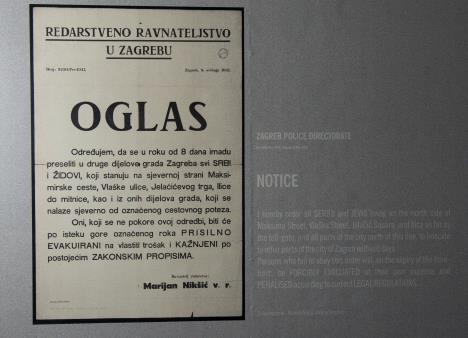 REDARSTVENO RAVNATELJSTVO
U ZAGREBU
Zagreb, 8. svibnja 1941.
OGLAS
Određujem, da se u roku od 8 dana imadu
preseliti u druge dijelove grada Zagreba svi SRBI
i ŽIDOVI, koji stanuju na sjevernoj strani Maksi-
mirske ceste, Vlaške ulice, Jelačićevog trga, Ilice
do mitnice, kao i iz onih dijelova grada, koji se
nalaze sjeverno od označenog cestovnog poteza.
Oni, koji se ne pokore ovoj odredbi, biti će
po isteku gore označenog roka PRISILNO
EVAKUIRANI na vlastiti trošak i KAŽNJENI po
postojećim ZAKONSKIM PROPISIMA.
Marijan Nikšić v. r.
ZAGREB POLICE DIRECTORATE
NOTICE
I hereby order all SERBS and JEWS living on the north side of
Maksimir Street, Vlaška Street, Jelačić Square, and Ilica as far as
the toll-gate, and all parts of the city north of this line, to relocate
to other parts of the city of Zagreb within 8 days.
Persons who fail to obey this order will, on the expiry of the time
limit, be FORCIBLY EVACUATED at their own expense and
PENALISED according to current LEGAL REGULATIONS.